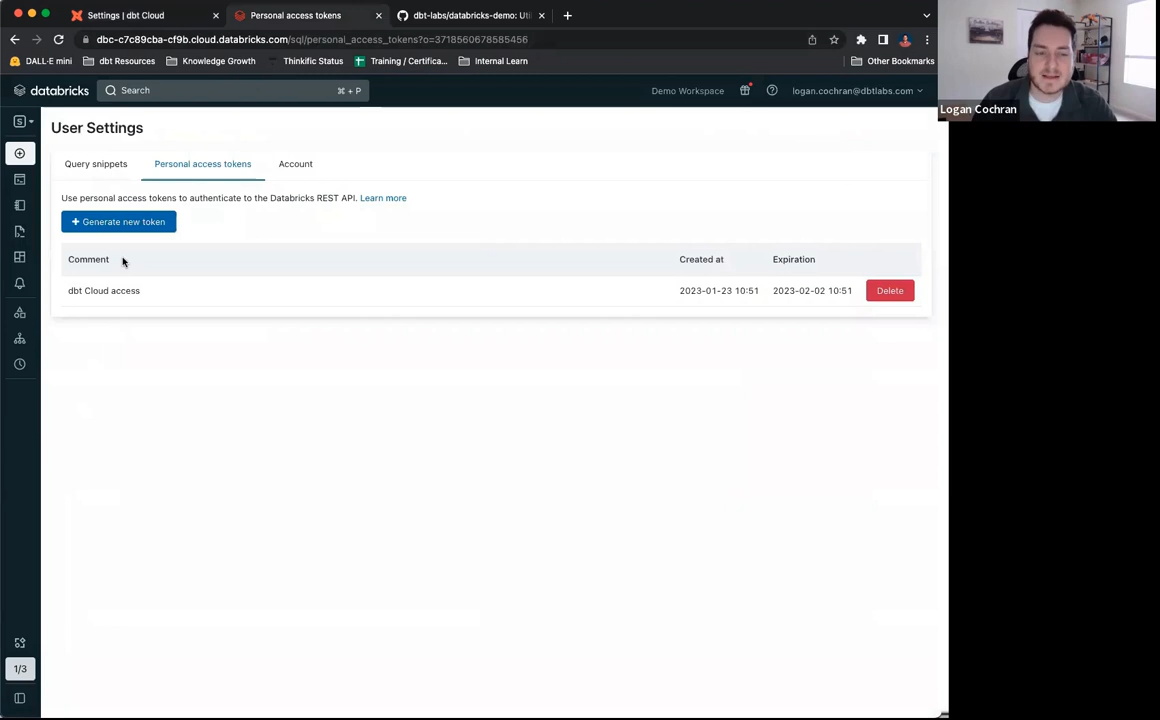 Settings | dbt Cloud
Personal access tokens
dbt-labs/databricks-demo: Util
dbc-c7c89cba-cf9b.cloud.databricks.com/sql/personal_access_tokens?o=3718560678585456
DALL·E mini
dbt Resources
Knowledge Growth
Thinkific Status
Training / Certifica...
Internal Learn
Other Bookmarks
databricks
Search
⌘ + P
Demo Workspace
logan.cochran@dbtlabs.com
Logan Cochran
S
User Settings
Query snippets
Personal access tokens
Account
Use personal access tokens to authenticate to the Databricks REST API. Learn more
+ Generate new token
Comment
Created at
Expiration
dbt Cloud access
2023-01-23 10:51
2023-02-02 10:51
Delete
1/3